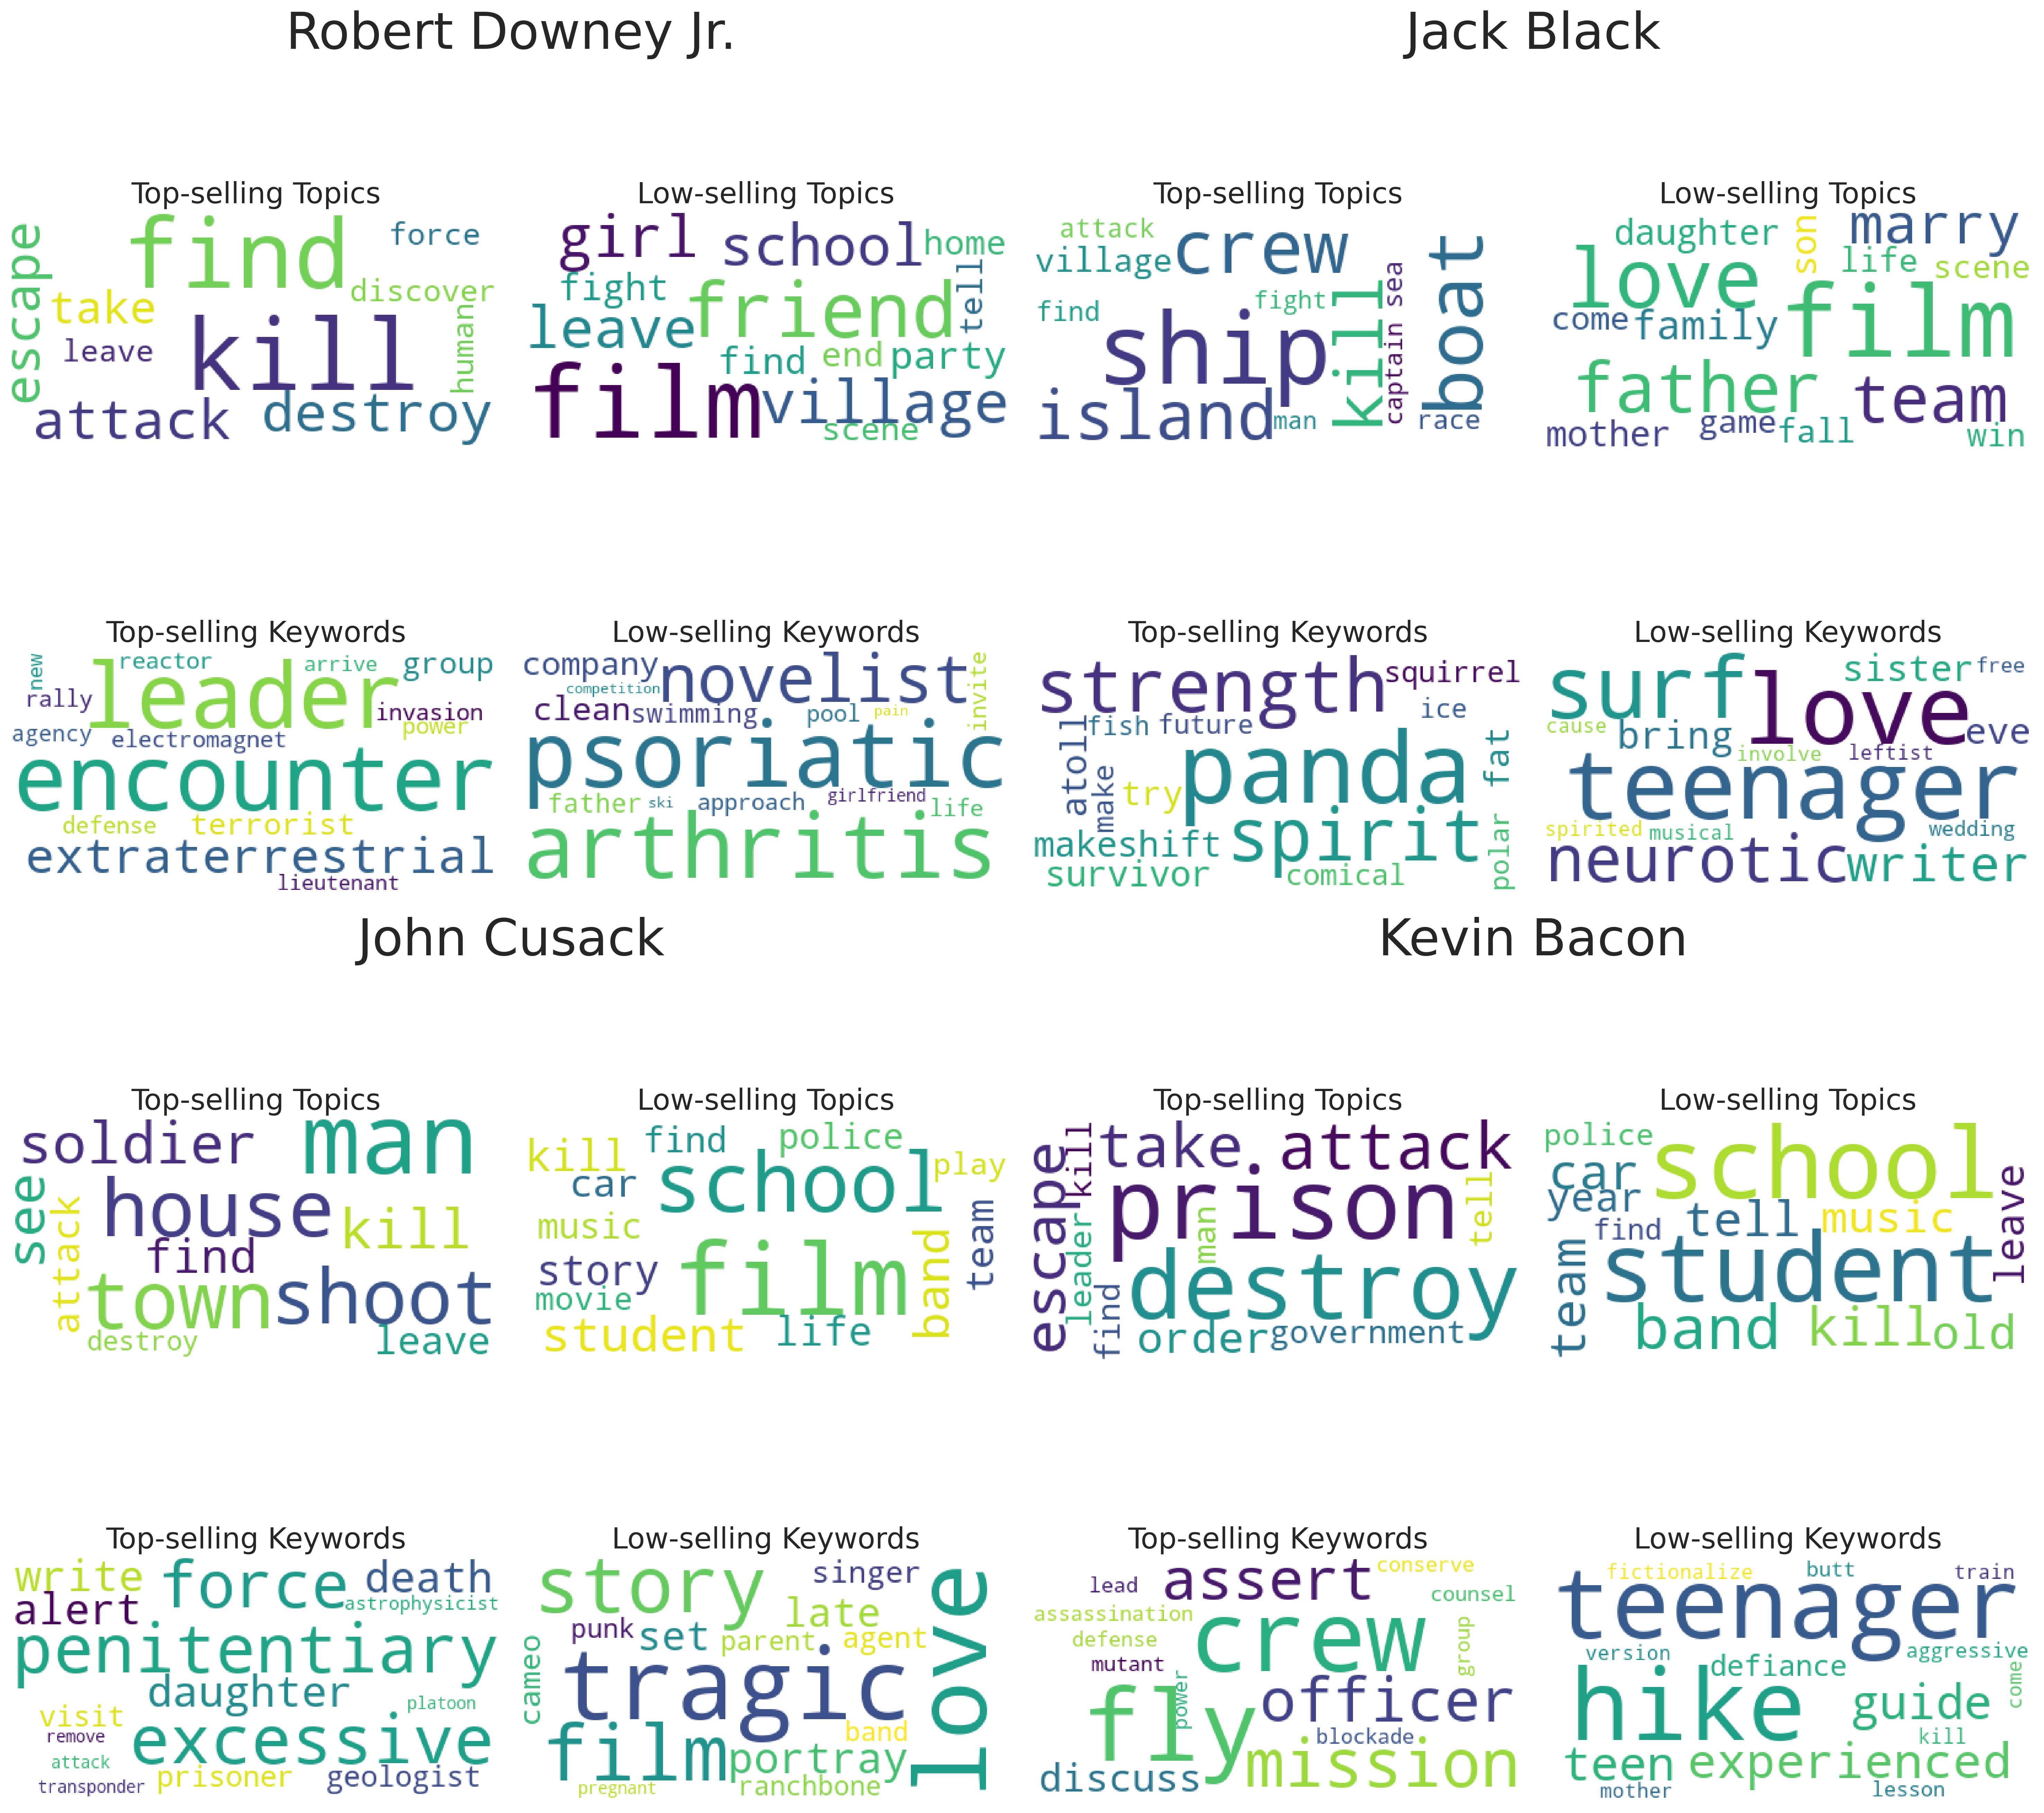 Robert Downey Jr.
Top-selling Topics
escape
find
force
take
discover
leave
kill
human
attack
destroy
Low-selling Topics
girl
school
home
fight
friend
tell
leave
find
end
party
film
village
scene
Top-selling Keywords
new
reactor
arrive
group
rally
leader
invasion
agency
electromagnet
power
encounter
defense
terrorist
extraterrestrial
lieutenant
Low-selling Keywords
company
novelist
invite
competition
clean
swimming
pool
pain
psoriatic
father
ski
approach
girlfriend
life
arthritis
Jack Black
Top-selling Topics
attack
village
crew
boat
find
fight
kill
captain sea
ship
island
man
race
Low-selling Topics
daughter
son
marry
love
life
scene
come
family
film
father
team
mother
game
fall
win
Top-selling Keywords
strength
squirrel
fish
future
ice
atoll
make
try
panda
fat
makeshift
spirit
polar
survivor
comical
Low-selling Keywords
surf
love
sister
free
cause
bring
involve
leftist
eve
teenager
spirited
musical
wedding
neurotic
writer
John Cusack
Top-selling Topics
soldier
man
see
house
kill
attack
find
town
shoot
destroy
leave
Low-selling Topics
kill
find
police
car
school
play
music
team
story
film
band
movie
student
life
Top-selling Keywords
write
force
death
alert
astrophysicist
penitentiary
daughter
visit
platoon
remove
excessive
attack
transponder
prisoner
geologist
Low-selling Keywords
story
singer
love
late
punk
set
parent
agent
cameo
tragic
film
band
portray
pregnant
ranchbone
Kevin Bacon
Top-selling Topics
escape
kill
take
attack
prison
tell
leader
man
destroy
find
order
government
Low-selling Topics
police
school
car
year
find
tell
music
leave
team
student
band
kill
old
Top-selling Keywords
lead
assert
conserve
counsel
assassination
defense
crew
group
mutant
power
fly
officer
blockade
discuss
mission
Low-selling Keywords
fictionalize
butt
train
teenager
version
defiance
aggressive
come
hike
guide
kill
teen
experienced
mother
lesson